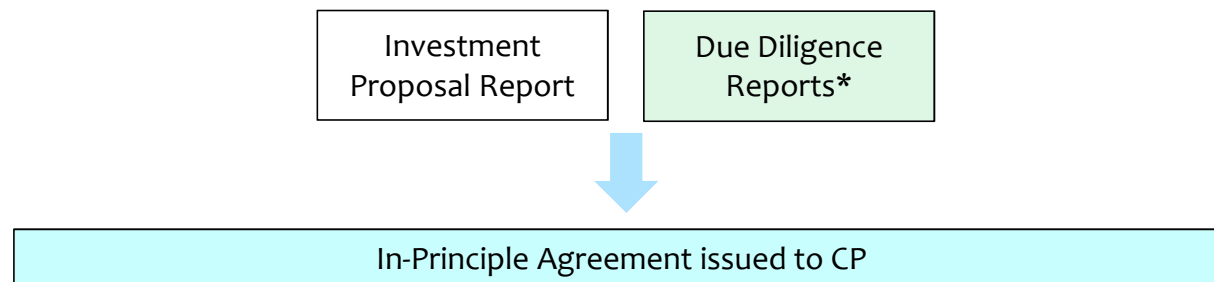 Investment
Proposal Report
Due Diligence
Reports*
In-Principle Agreement issued to CP